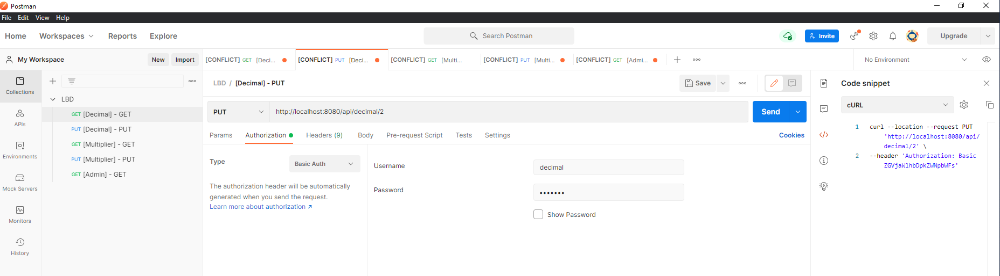 Postman
File Edit View Help
Home Workspaces Reports Explore Search Postman Invite Upgrade
My Workspace New Import
[CONFLICT] GET [Deci... [CONFLICT] PUT [Deci... [CONFLICT] GET [Multi... [CONFLICT] PUT [Multi... [CONFLICT] GET [Admi... No Environment
Collections
APIs
Environments
Mock Servers
Monitors
History
LBD
GET [Decimal] - GET
PUT [Decimal] - PUT
GET [Multiplier] - GET
PUT [Multiplier] - PUT
GET [Admin] - GET
LBD / [Decimal] - PUT Save
PUT http://localhost:8080/api/decimal/2 Send
Params Authorization Headers (9) Body Pre-request Script Tests Settings Cookies
Type Basic Auth
The authorization header will be automatically
generated when you send the request.
Learn more about authorization ↗
Username decimal
Password •••••••
Show Password
Code snippet
cURL
1 curl --location --request PUT
'http://localhost:8080/api/
decimal/2' \
2 --header 'Authorization: Basic
ZGVjaW1hbDpkZWNpbWFs'